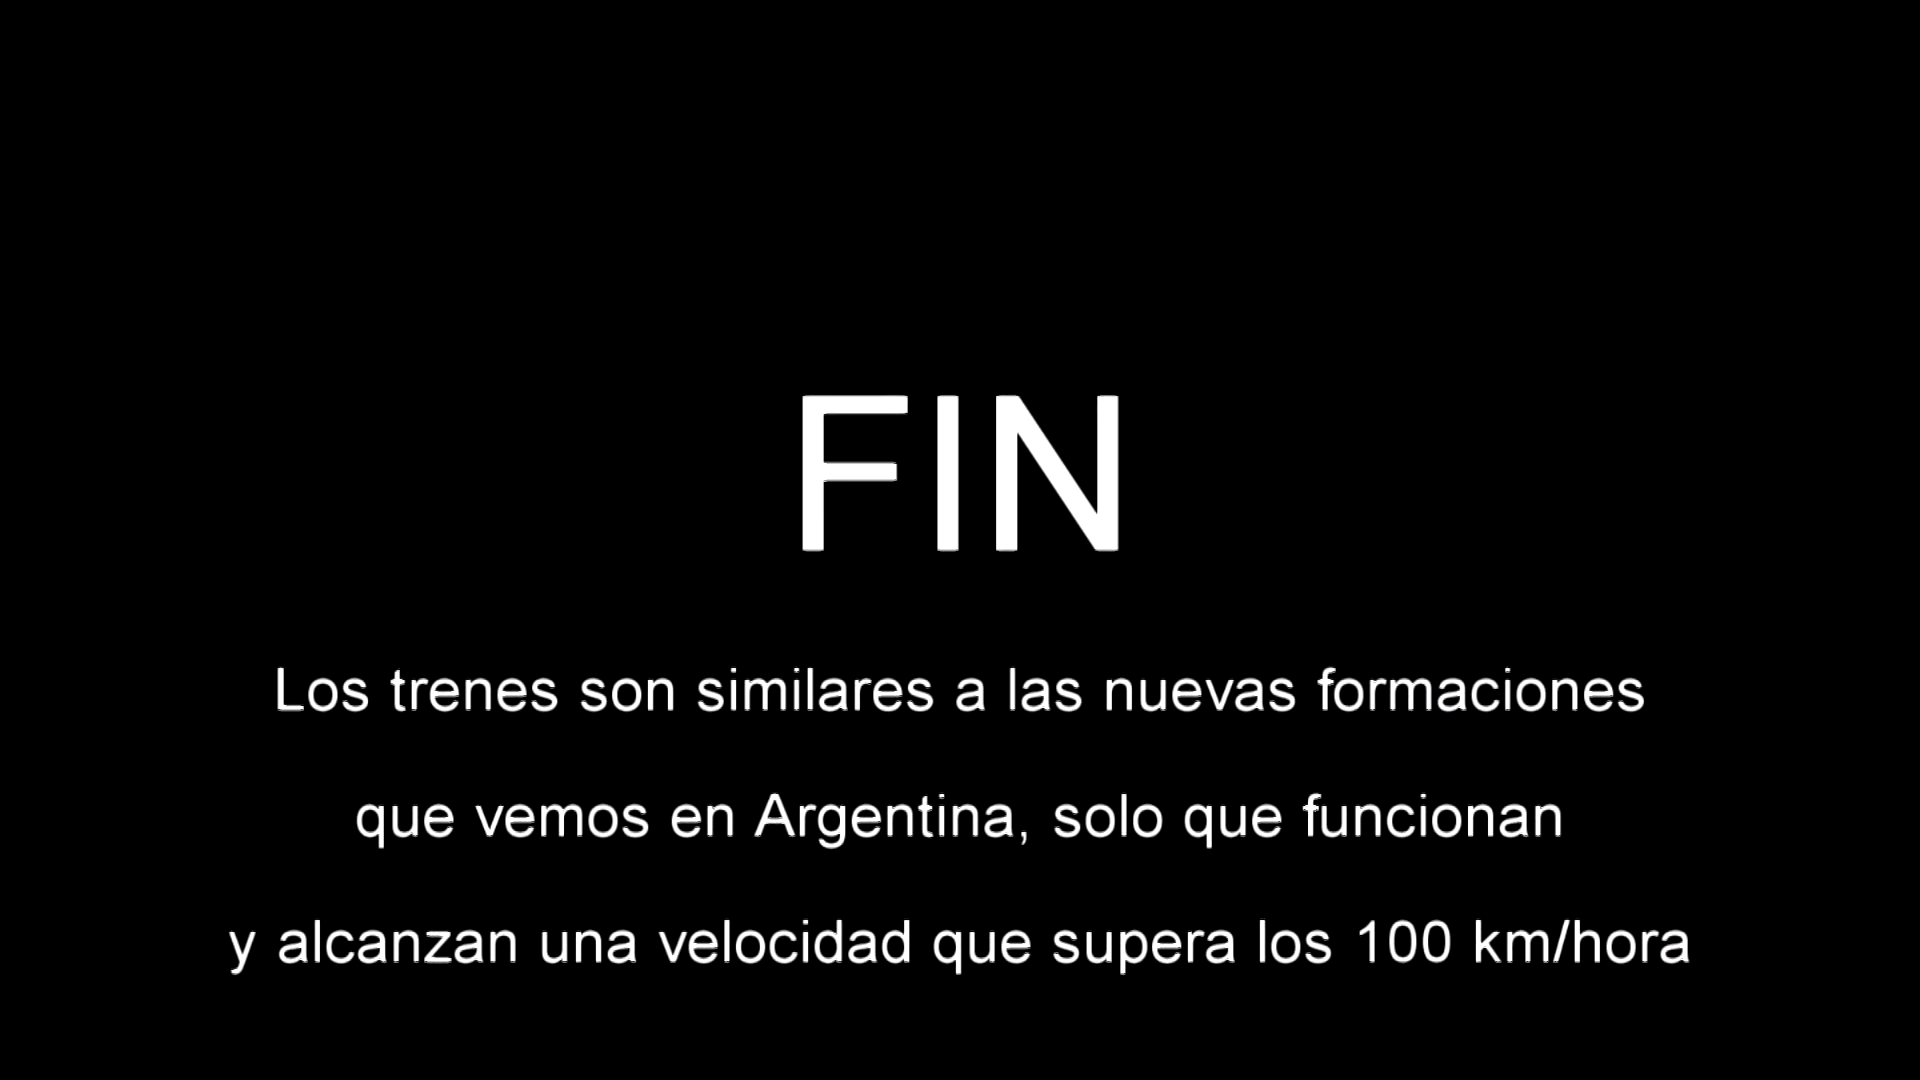 FIN
Los trenes son similares a las nuevas formaciones
que vemos en Argentina, solo que funcionan
y alcanzan una velocidad que supera los 100 km/hora